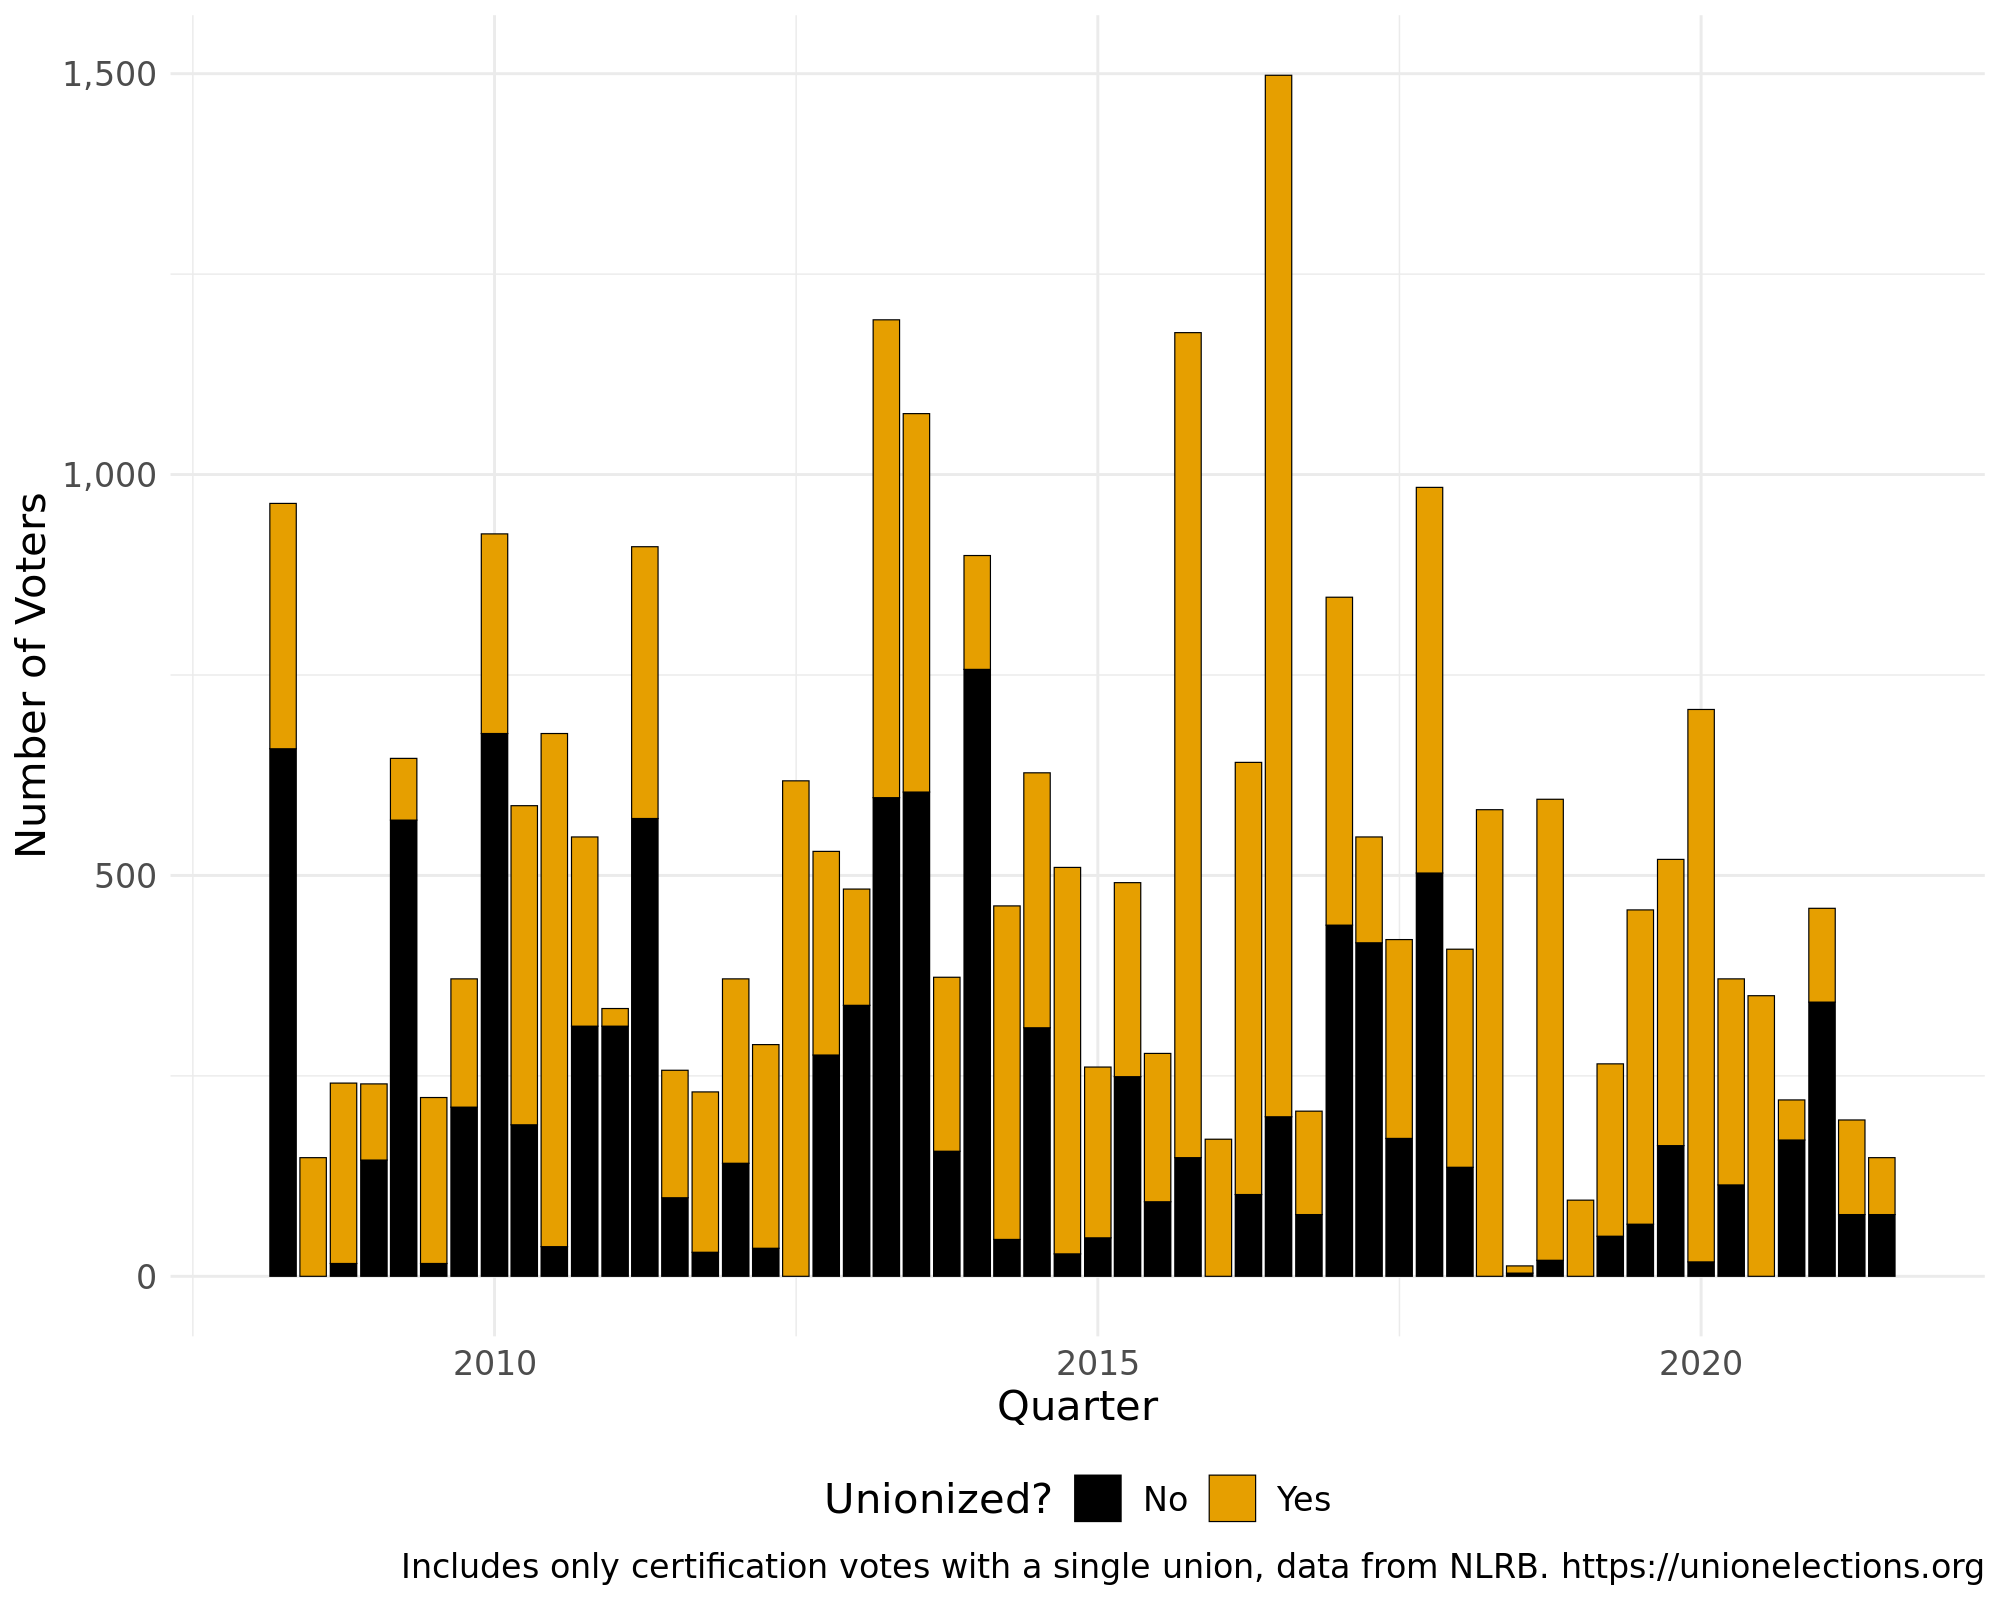 1,500
1,000
500
0
Number of Voters
2010 2015 2020
Quarter
Unionized? No Yes
Includes only certification votes with a single union, data from NLRB. https://unionelections.org